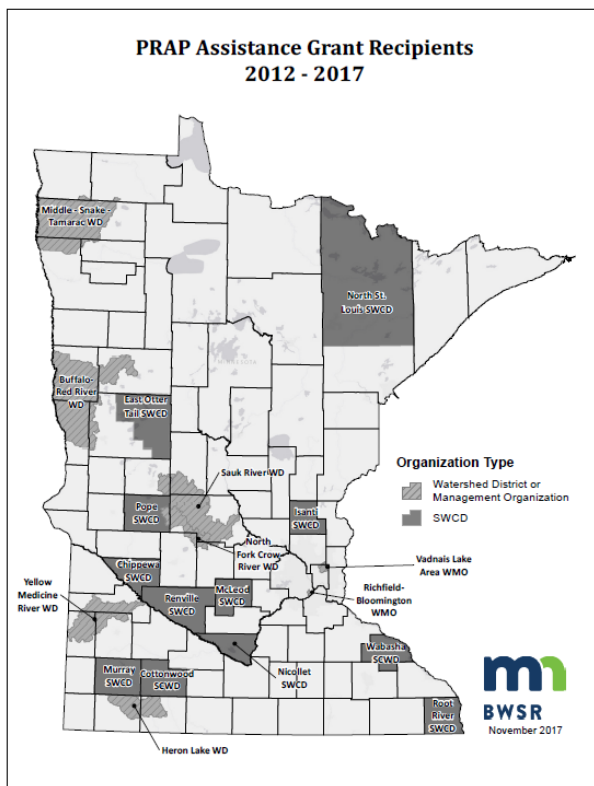 PRAP Assistance Grant Recipients
2012 - 2017
Middle - Snake -
Tamarac WD
North St.
Louis SWCD
Buffalo-
Red River
WD
East Otter
Tail SWCD
Organization Type
Watershed District or
Management Organization
SWCD
Sauk River WD
Pope
SWCD
Isanti
SWCD
North
Fork Crow
River WD
Vadnais Lake
Area WMO
Chippewa
SWCD
Yellow
Medicine
River WD
Renville
SWCD
McLeod
SWCD
Richfield-
Bloomington
WMO
Wabasha
SCWD
Nicollet
SWCD
Murray
SWCD
Cottonwood
SCWD
Root
River
SWCD
Heron Lake WD
BWSR
November 2017